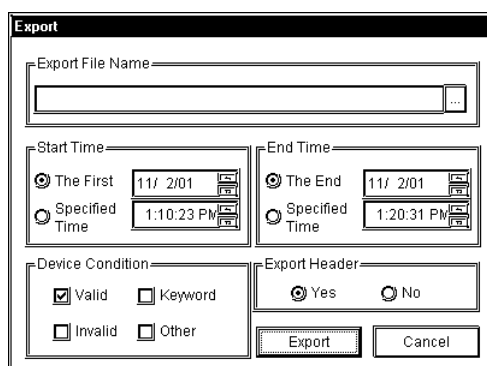 Export
Export File Name
...
Start Time
The First
11/ 2/01
Specified Time
1:10:23 PM
End Time
The End
11/ 2/01
Specified Time
1:20:31 PM
Device Condition
Valid
Keyword
Invalid
Other
Export Header
Yes
No
Export
Cancel